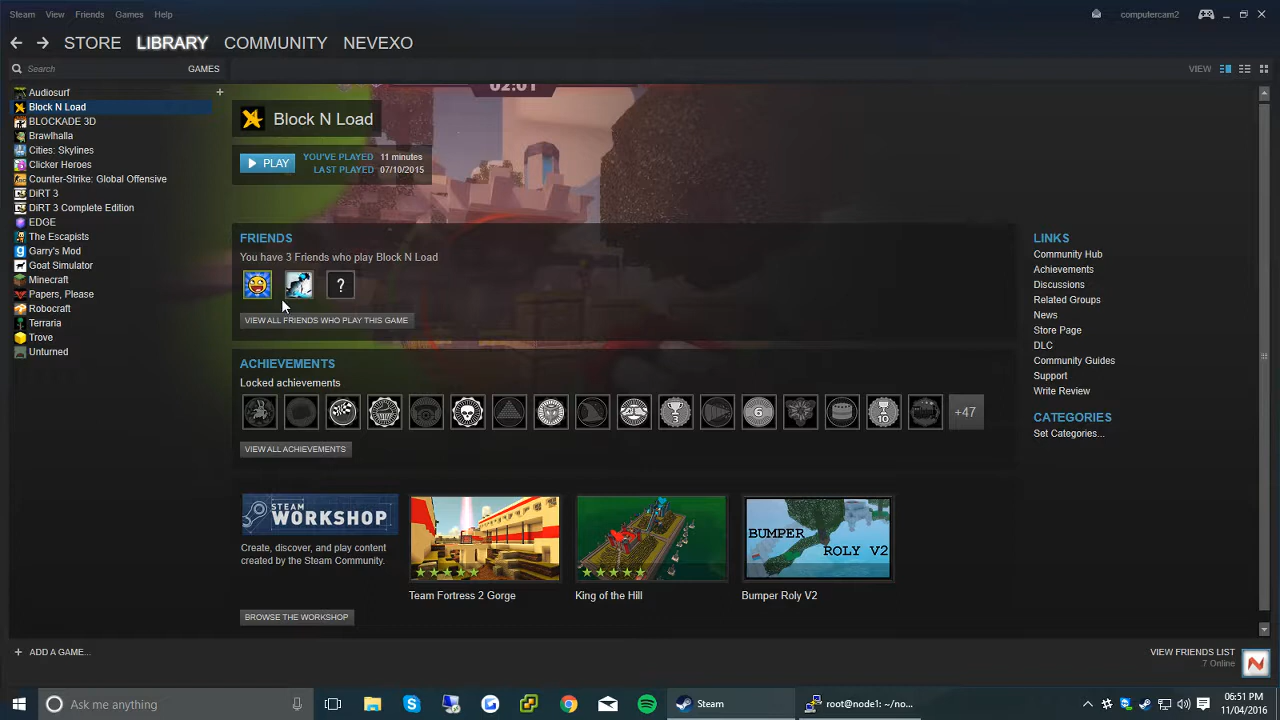 Steam View Friends Games Help
computercam2
STORE LIBRARY COMMUNITY NEVEXO
Search GAMES VIEW
Audiosurf
Block N Load
BLOCKADE 3D
Brawlhalla
Cities: Skylines
Clicker Heroes
Counter-Strike: Global Offensive
DiRT 3
DiRT 3 Complete Edition
EDGE
The Escapists
Garry's Mod
Goat Simulator
Minecraft
Papers, Please
Robocraft
Terraria
Trove
Unturned
02:01
Block N Load
PLAY
YOU'VE PLAYED 11 minutes
LAST PLAYED 07/10/2015
FRIENDS
You have 3 Friends who play Block N Load
?
VIEW ALL FRIENDS WHO PLAY THIS GAME
ACHIEVEMENTS
Locked achievements
3
6
10
+47
VIEW ALL ACHIEVEMENTS
STEAM WORKSHOP
Create, discover, and play content
created by the Steam Community.
BROWSE THE WORKSHOP
Team Fortress 2 Gorge
King of the Hill
BUMPER
ROLY V2
Bumper Roly V2
LINKS
Community Hub
Achievements
Discussions
Related Groups
News
Store Page
DLC
Community Guides
Support
Write Review
CATEGORIES
Set Categories...
+ ADD A GAME...
VIEW FRIENDS LIST
7 Online
Ask me anything
Steam
root@node1: ~/no...
06:51 PM
11/04/2016